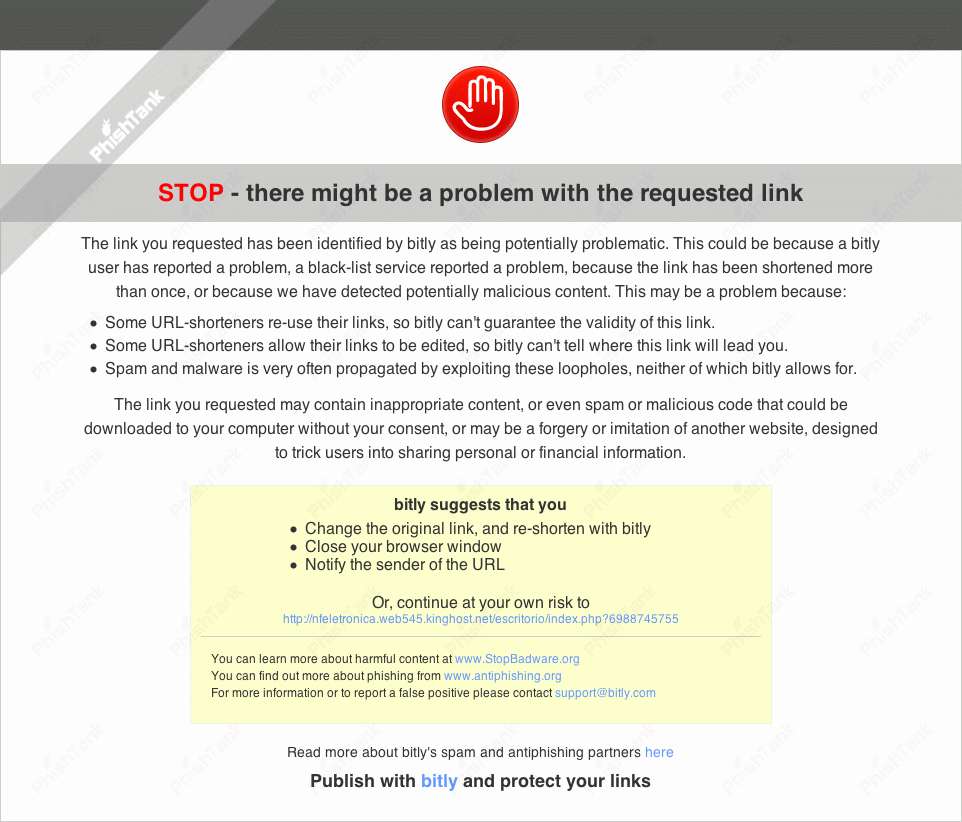 PhishTank
STOP - there might be a problem with the requested link
The link you requested has been identified by bitly as being potentially problematic. This could be because a bitly
user has reported a problem, a black-list service reported a problem, because the link has been shortened more
than once, or because we have detected potentially malicious content. This may be a problem because:
• Some URL-shorteners re-use their links, so bitly can't guarantee the validity of this link.
• Some URL-shorteners allow their links to be edited, so bitly can't tell where this link will lead you.
• Spam and malware is very often propagated by exploiting these loopholes, neither of which bitly allows for.
The link you requested may contain inappropriate content, or even spam or malicious code that could be
downloaded to your computer without your consent, or may be a forgery or imitation of another website, designed
to trick users into sharing personal or financial information.
bitly suggests that you
• Change the original link, and re-shorten with bitly
• Close your browser window
• Notify the sender of the URL
Or, continue at your own risk to
http://nfeletronica.web545.kinghost.net/escritorio/index.php?6988745755
You can learn more about harmful content at www.StopBadware.org
You can find out more about phishing from www.antiphishing.org
For more information or to report a false positive please contact support@bitly.com
Read more about bitly's spam and antiphishing partners here
Publish with bitly and protect your links